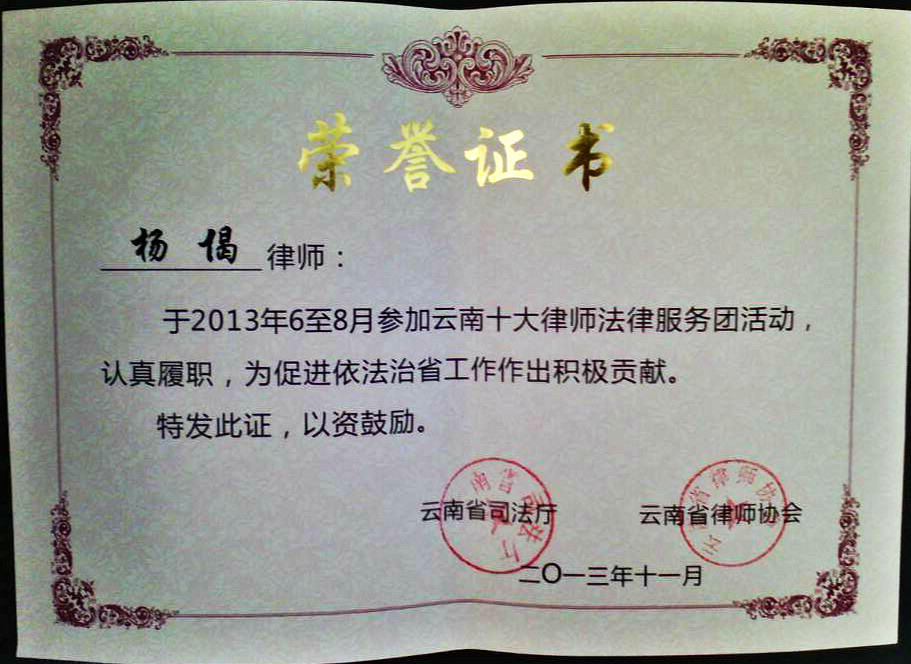 荣誉证书
杨偈律师：
于2013年6至8月参加云南十大律师法律服务团活动，
认真履职，为促进依法治省工作作出积极贡献。
特发此证，以资鼓励。
云南省司法厅 云南省律师协会
二〇一三年十一月